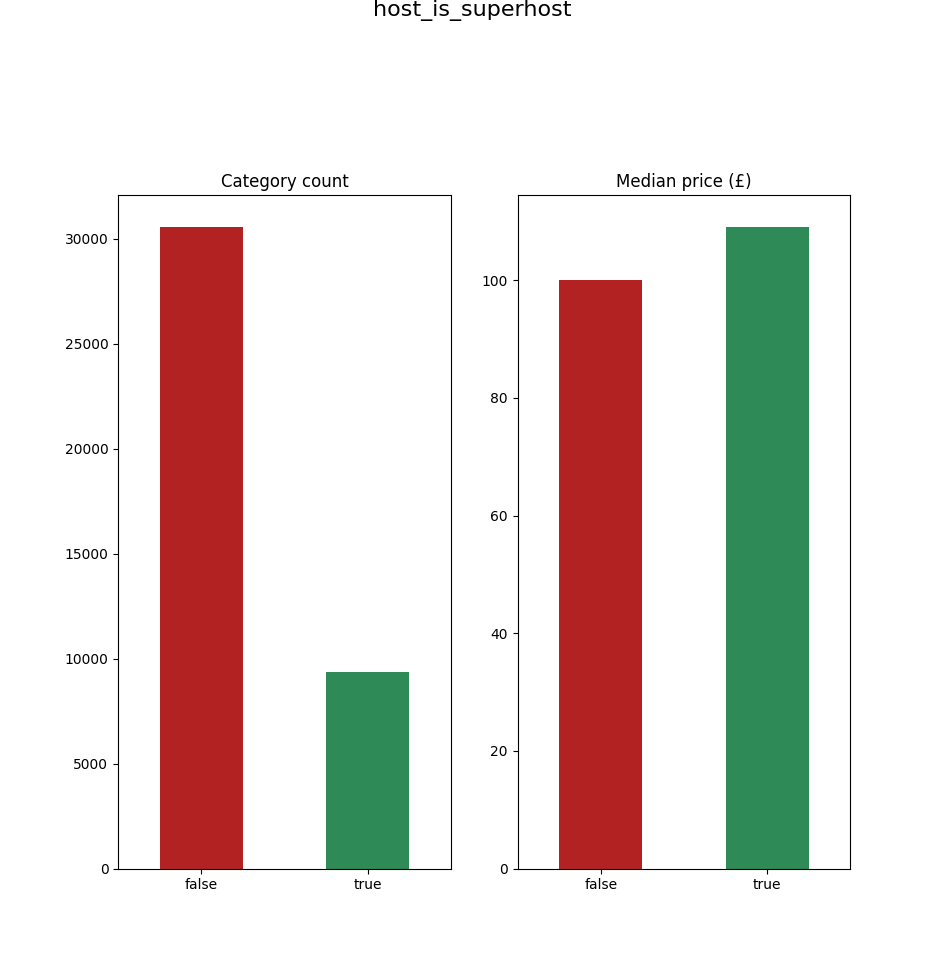 host_is_superhost
Category count
30000
25000
20000
15000
10000
5000
0
false
true
Median price (£)
100
80
60
40
20
0
false
true